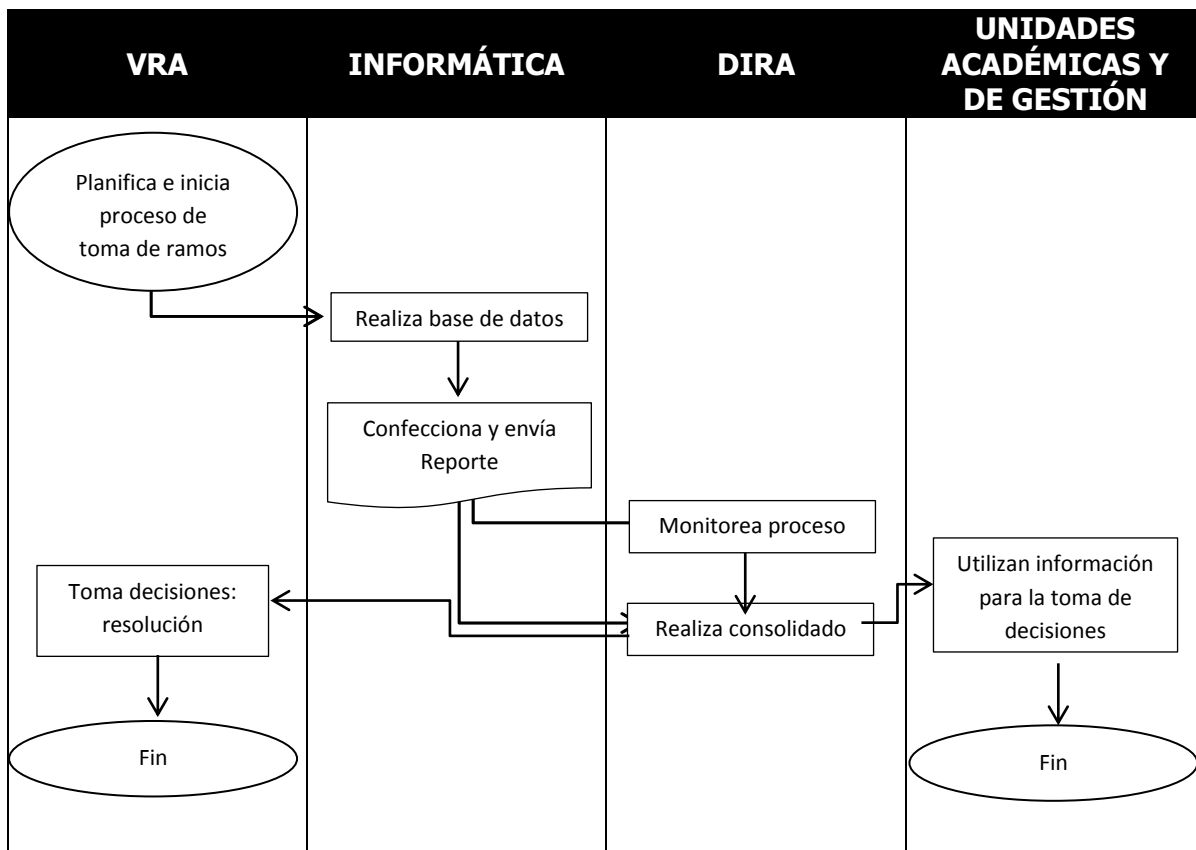 VRA
INFORMÁTICA
DIRA
UNIDADES
ACADÉMICAS Y
DE GESTIÓN
Planifica e inicia
proceso de
toma de ramos
Realiza base de datos
Confecciona y envía
Reporte
Monitorea proceso
Utilizan información
para la toma de
decisiones
Toma decisiones:
resolución
Realiza consolidado
Fin
Fin